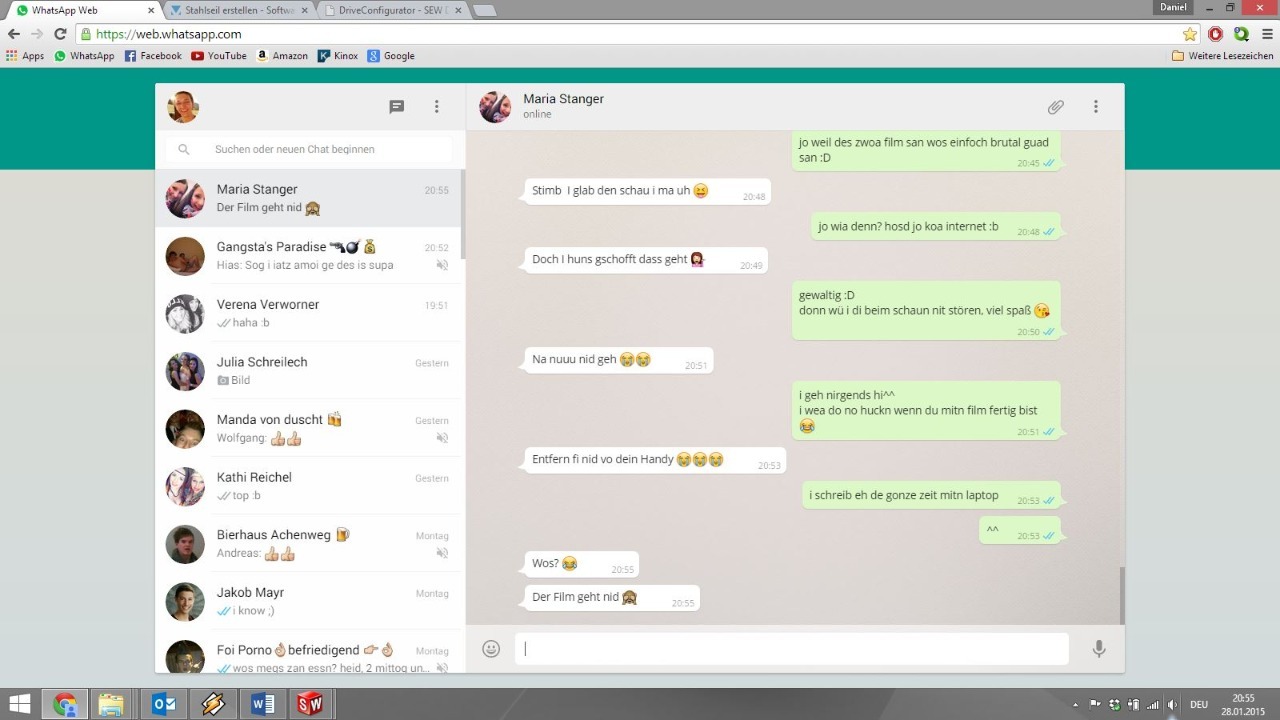 WhatsApp Web
Stahlseil erstellen - Softwa
DriveConfigurator - SEW D
Daniel
https://web.whatsapp.com
Apps
WhatsApp
Facebook
YouTube
Amazon
Kinox
Google
Weitere Lesezeichen
Suchen oder neuen Chat beginnen
Maria Stanger 20:55
Der Film geht nid 🙈
Gangsta's Paradise 🔫💣💰 20:52
Hias: Sog i iatz amoi ge des is supa
Verena Verworner 19:51
haha :b
Julia Schreilech Gestern
Bild
Manda von duscht 🍻 Gestern
Wolfgang: 👍👍
Kathi Reichel Gestern
top :b
Bierhaus Achenweg 🍺 Montag
Andreas: 👍👍
Jakob Mayr Montag
i know ;)
Foi Porno👌befriedigend 👉👌 Montag
wos megs zan essn? heid, 2 mittog un...
Maria Stanger
online
jo weil des zwoa film san wos einfoch brutal guad
san :D
20:45
Stimb I glab den schau i ma uh 😝 20:48
jo wia denn? hosd jo koa internet :b 20:48
Doch I huns gschofft dass geht 💁 20:49
gewaltig :D
donn wü i di beim schaun nit stören, viel spaß 😘
20:50
Na nuuu nid geh 😭😭 20:51
i geh nirgends hi^^
i wea do no huckn wenn du mitn film fertig bist
😂
20:51
Entfern fi nid vo dein Handy 😭😭😭 20:53
i schreib eh de gonze zeit mitn laptop 20:53
^^ 20:53
Wos? 😂 20:55
Der Film geht nid 🙈 20:55
DEU
20:55
28.01.2015